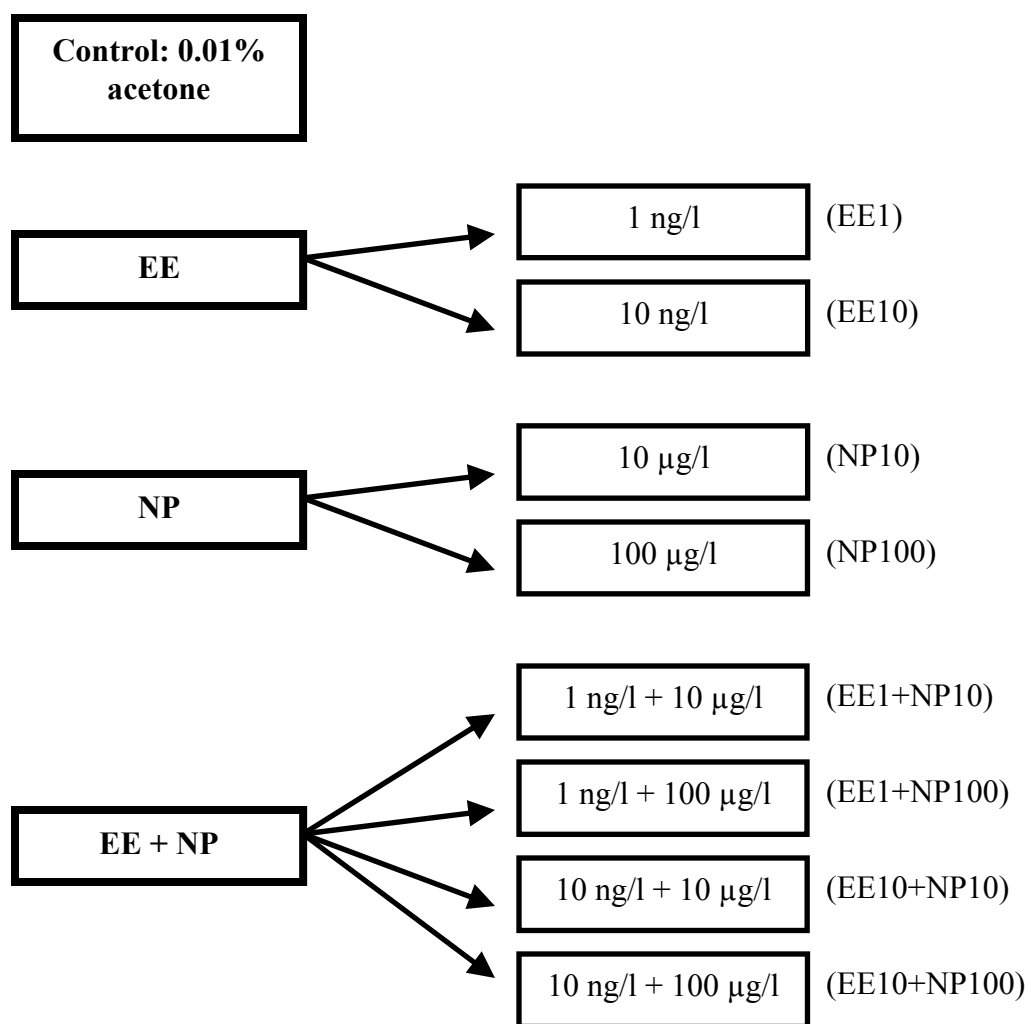 Control: 0.01%
acetone
EE
1 ng/l
(EE1)
10 ng/l
(EE10)
NP
10 µg/l
(NP10)
100 µg/l
(NP100)
EE + NP
1 ng/l + 10 µg/l
(EE1+NP10)
1 ng/l + 100 µg/l
(EE1+NP100)
10 ng/l + 10 µg/l
(EE10+NP10)
10 ng/l + 100 µg/l
(EE10+NP100)